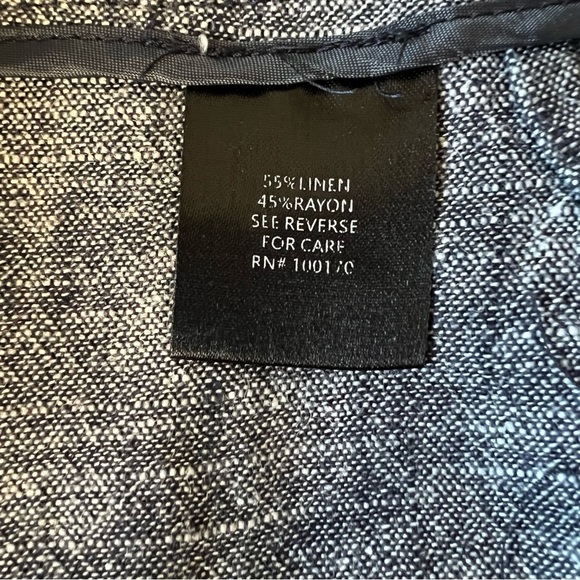 55%LINEN
45%RAYON
SEE REVERSE
FOR CARE
RN# 100170